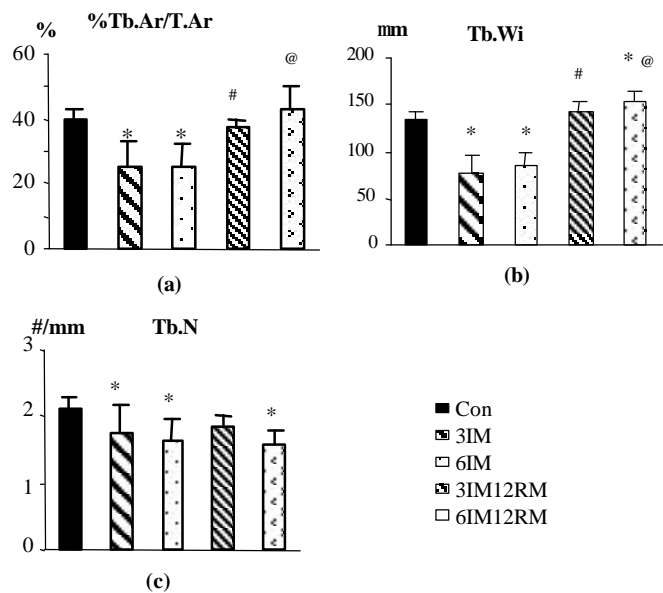 %
%Tb.Ar/T.Ar
60
40
20
0
*
*
#
@
(a)
mm
Tb.Wi
200
150
100
50
0
*
*
#
* @
(b)
#/mm
Tb.N
3
2
1
0
*
*
*
(c)
Con
3IM
6IM
3IM12RM
6IM12RM